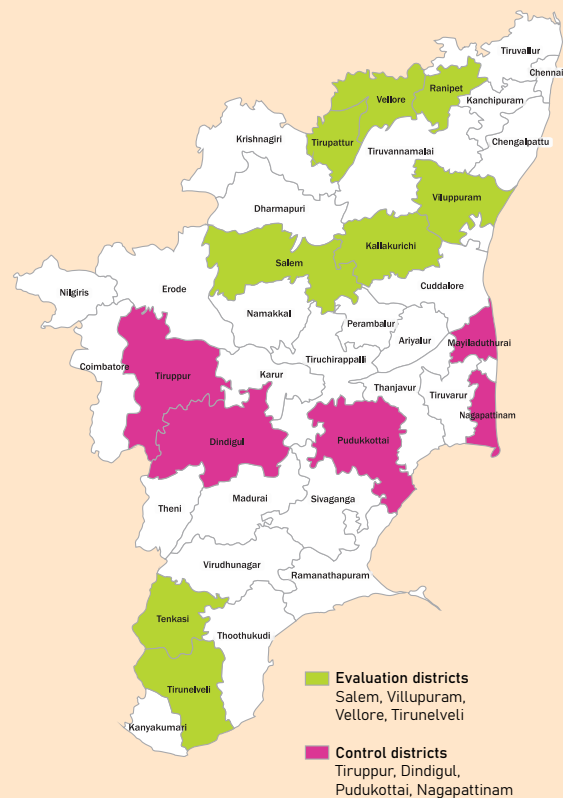 Tiruvallur
Chennai
Ranipet
Vellore
Kanchipuram
Chengalpattu
Krishnagiri
Tirupattur
Tiruvannamalai
Viluppuram
Dharmapuri
Kallakurichi
Salem
Cuddalore
Erode
Nilgiris
Namakkal
Perambalur
Ariyalur
Mayiladuthurai
Tiruchirappalli
Coimbatore
Tiruppur
Karur
Thanjavur
Tiruvarur
Nagapattinam
Dindigul
Pudukkottai
Theni
Madurai
Sivaganga
Virudhunagar
Ramanathapuram
Tenkasi
Thoothukudi
Tirunelveli
Kanyakumari
Evaluation districts
Salem, Villupuram,
Vellore, Tirunelveli
Control districts
Tiruppur, Dindigul,
Pudukottai, Nagapattinam